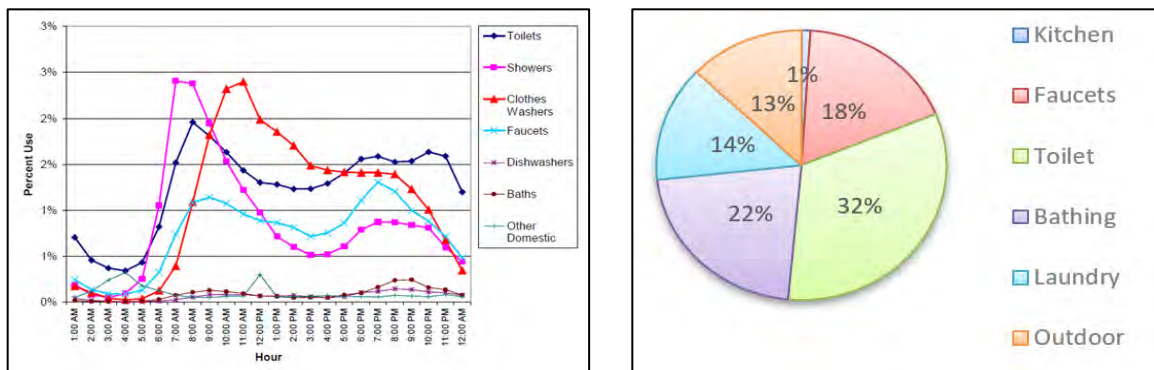 3%
3%
2%
2%
1%
1%
0%
Percent Use
1:00 AM
2:00 AM
3:00 AM
4:00 AM
5:00 AM
6:00 AM
7:00 AM
8:00 AM
9:00 AM
10:00 AM
11:00 AM
12:00 PM
1:00 PM
2:00 PM
3:00 PM
4:00 PM
5:00 PM
6:00 PM
7:00 PM
8:00 PM
9:00 PM
10:00 PM
11:00 PM
12:00 AM
Hour
Toilets
Showers
Clothes
Washers
Faucets
Dishwashers
Baths
Other
Domestic
1%
18%
32%
22%
14%
13%
Kitchen
Faucets
Toilet
Bathing
Laundry
Outdoor